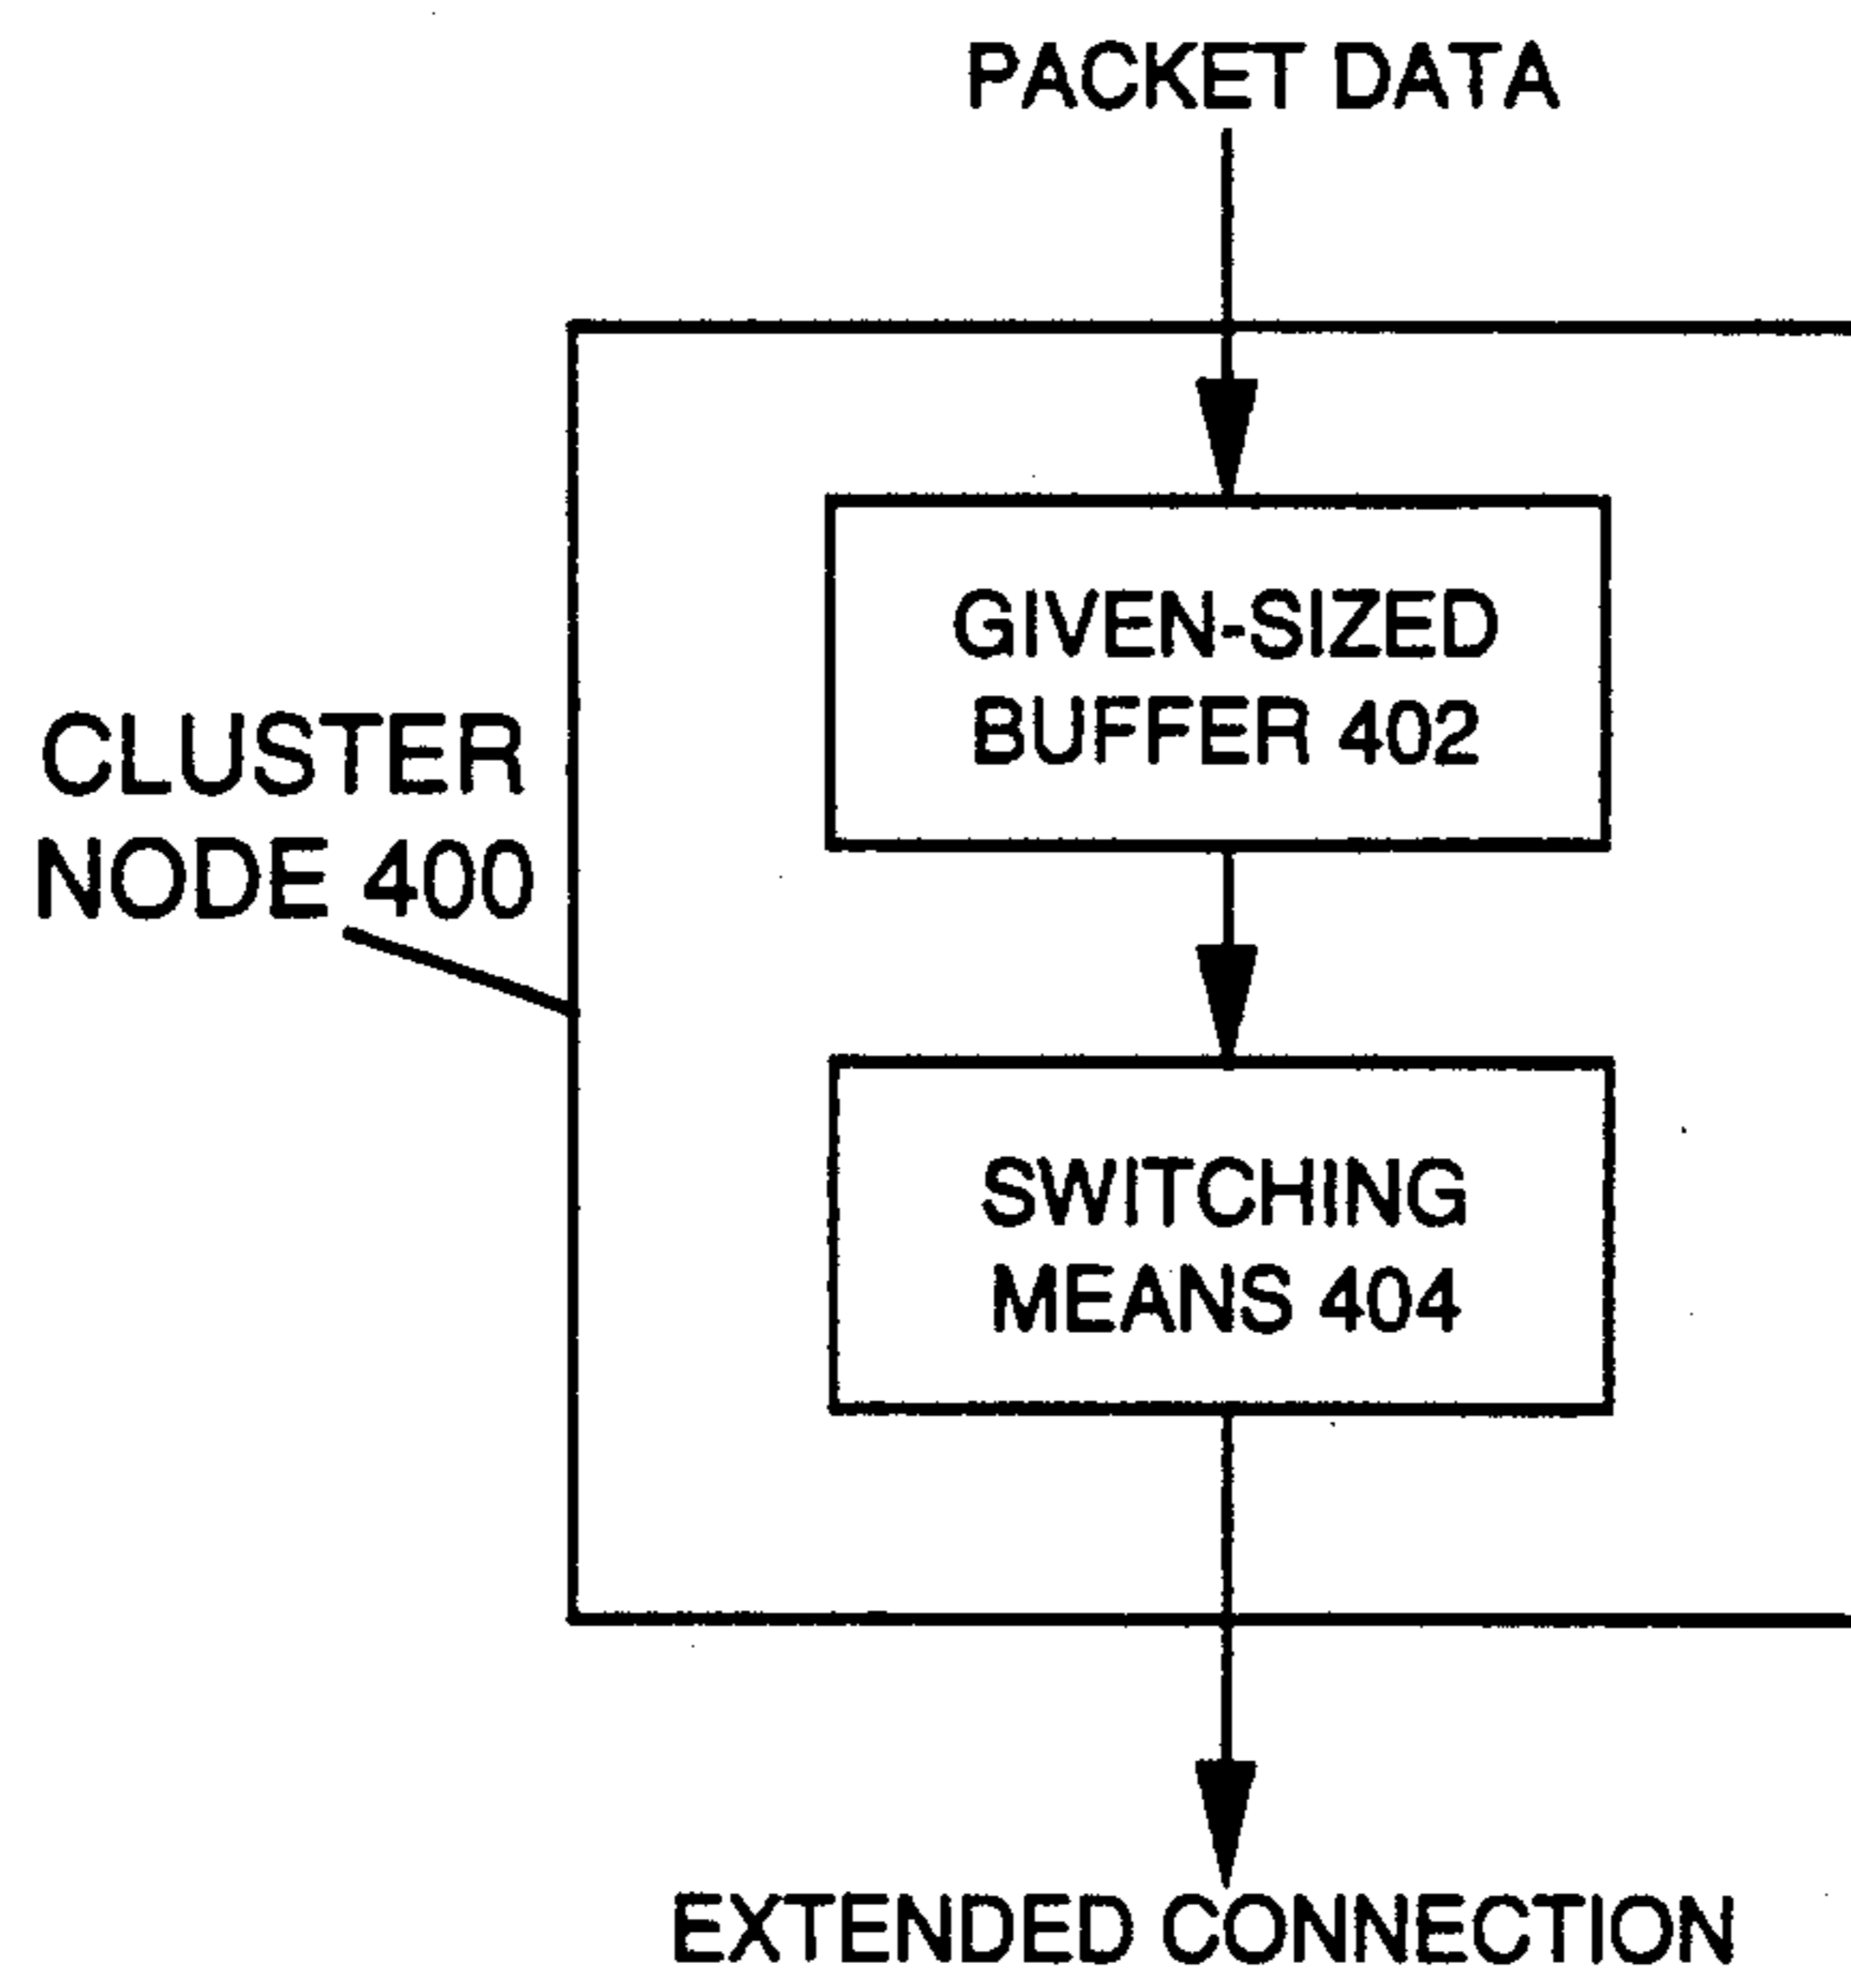 PACKET DATA
GIVEN-SIZED
BUFFER 402
CLUSTER
NODE 400
SWITCHING
MEANS 404
EXTENDED CONNECTION